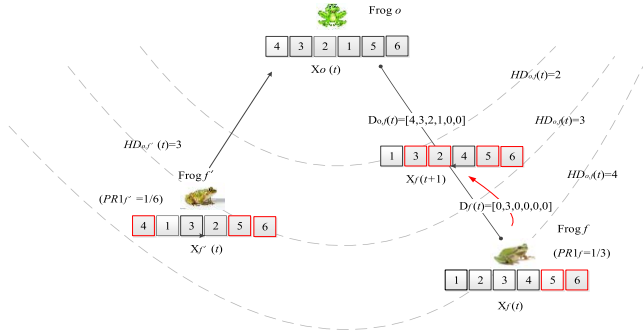 Frog o
4 3 2 1 5 6
Xo (t)
HDo,f(t)=2
Do,f(t)=[4,3,2,1,0,0]
HDo,f(t)=3
HDo,f´ (t)=3
1 3 2 4 5 6
Frog f´
Xf (t+1)
HDo,f(t)=4
(PR1f´ =1/6)
Df (t)=[0,3,0,0,0,0]
4 1 3 2 5 6
Frog f
Xf´ (t)
(PR1f =1/3)
1 2 3 4 5 6
Xf (t)